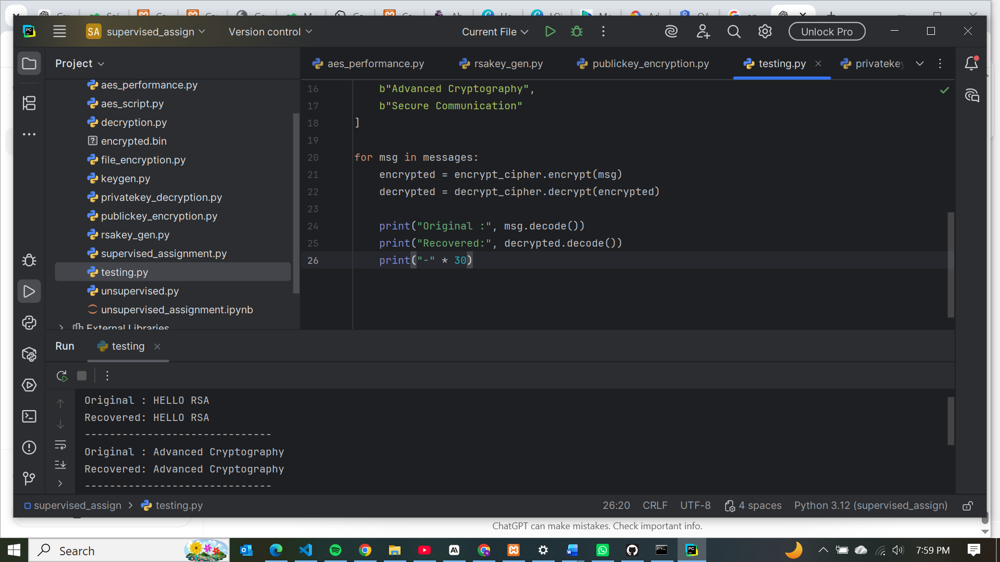 SA supervised_assign
Version control
Current File
Unlock Pro
Project
aes_performance.py
rsakey_gen.py
publickey_encryption.py
testing.py
privatekey
aes_performance.py
aes_script.py
decryption.py
encrypted.bin
file_encryption.py
keygen.py
privatekey_decryption.py
publickey_encryption.py
rsakey_gen.py
supervised_assignment.py
testing.py
unsupervised.py
unsupervised_assignment.ipynb
External Libraries
16 b"Advanced Cryptography",
17 b"Secure Communication"
18 ]
19
20 for msg in messages:
21 encrypted = encrypt_cipher.encrypt(msg)
22 decrypted = decrypt_cipher.decrypt(encrypted)
23
24 print("Original :", msg.decode())
25 print("Recovered:", decrypted.decode())
26 print("-" * 30)
Run
testing
Original : HELLO RSA
Recovered: HELLO RSA
------------------------------
Original : Advanced Cryptography
Recovered: Advanced Cryptography
------------------------------
supervised_assign > testing.py
26:20
CRLF
UTF-8
4 spaces
Python 3.12 (supervised_assign)
ChatGPT can make mistakes. Check important info.
Search
7:59 PM